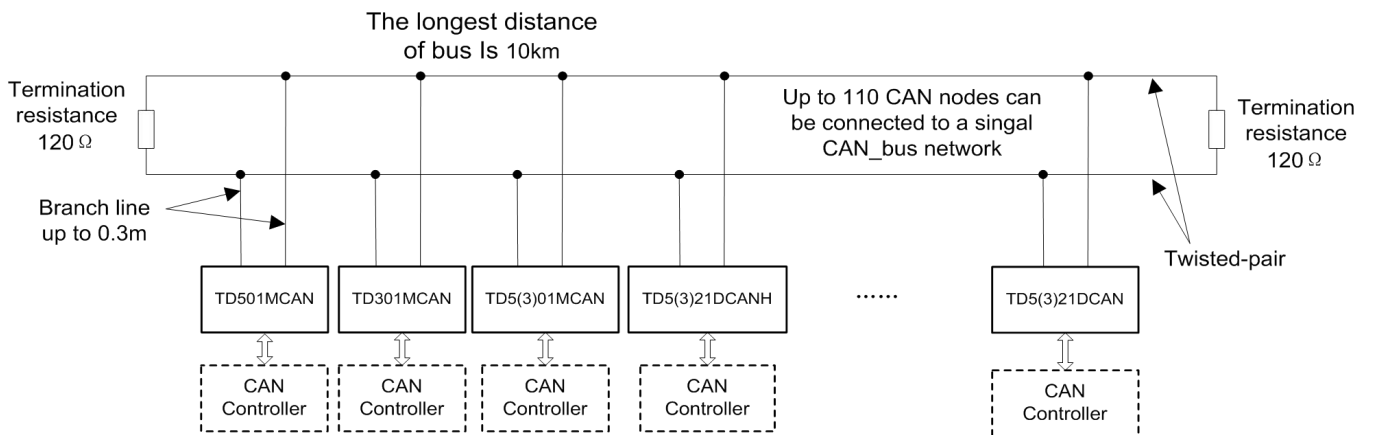 The longest distance
of bus Is 10km
Termination
resistance
120 Ω
Up to 110 CAN nodes can
be connected to a singal
CAN_bus network
Termination
resistance
120 Ω
Branch line
up to 0.3m
Twisted-pair
TD501MCAN
TD301MCAN
TD5(3)01MCAN
TD5(3)21DCANH
......
TD5(3)21DCAN
CAN
Controller
CAN
Controller
CAN
Controller
CAN
Controller
CAN
Controller